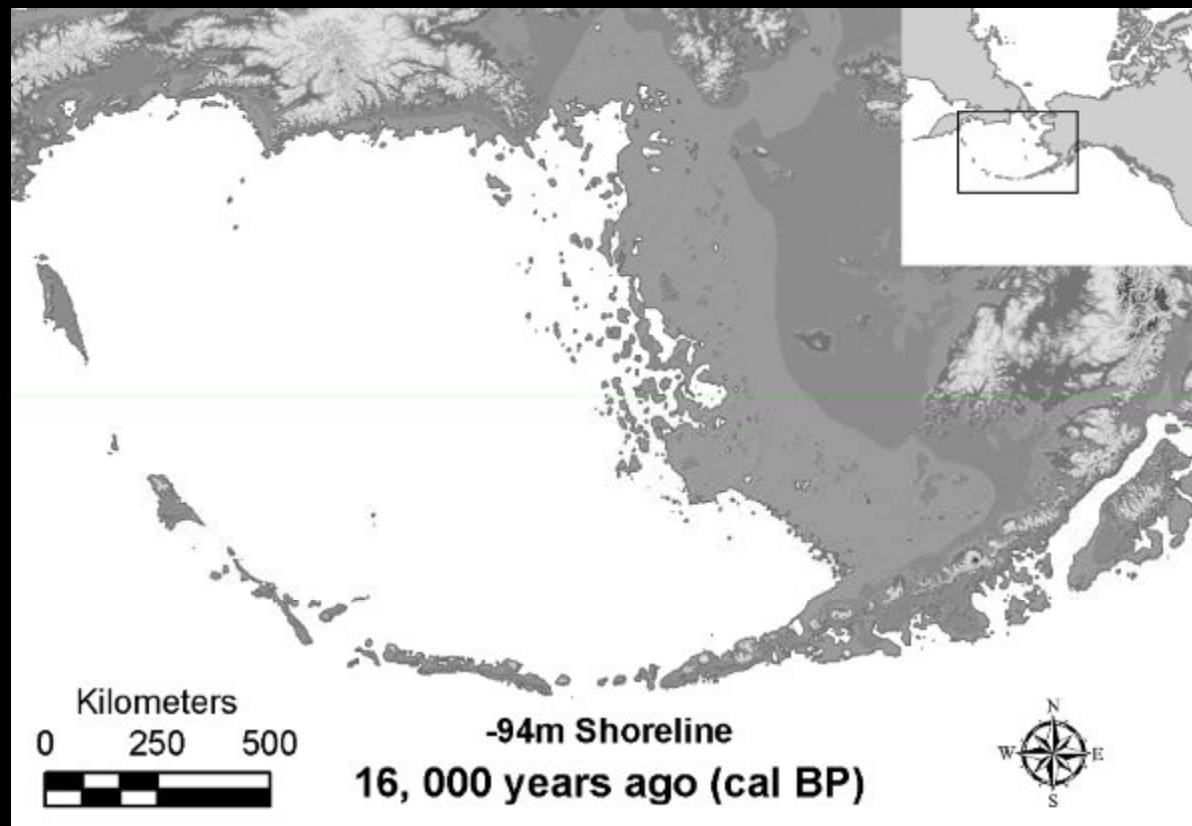 Kilometers
0 250 500
-94m Shoreline
16, 000 years ago (cal BP)
N
W E
S